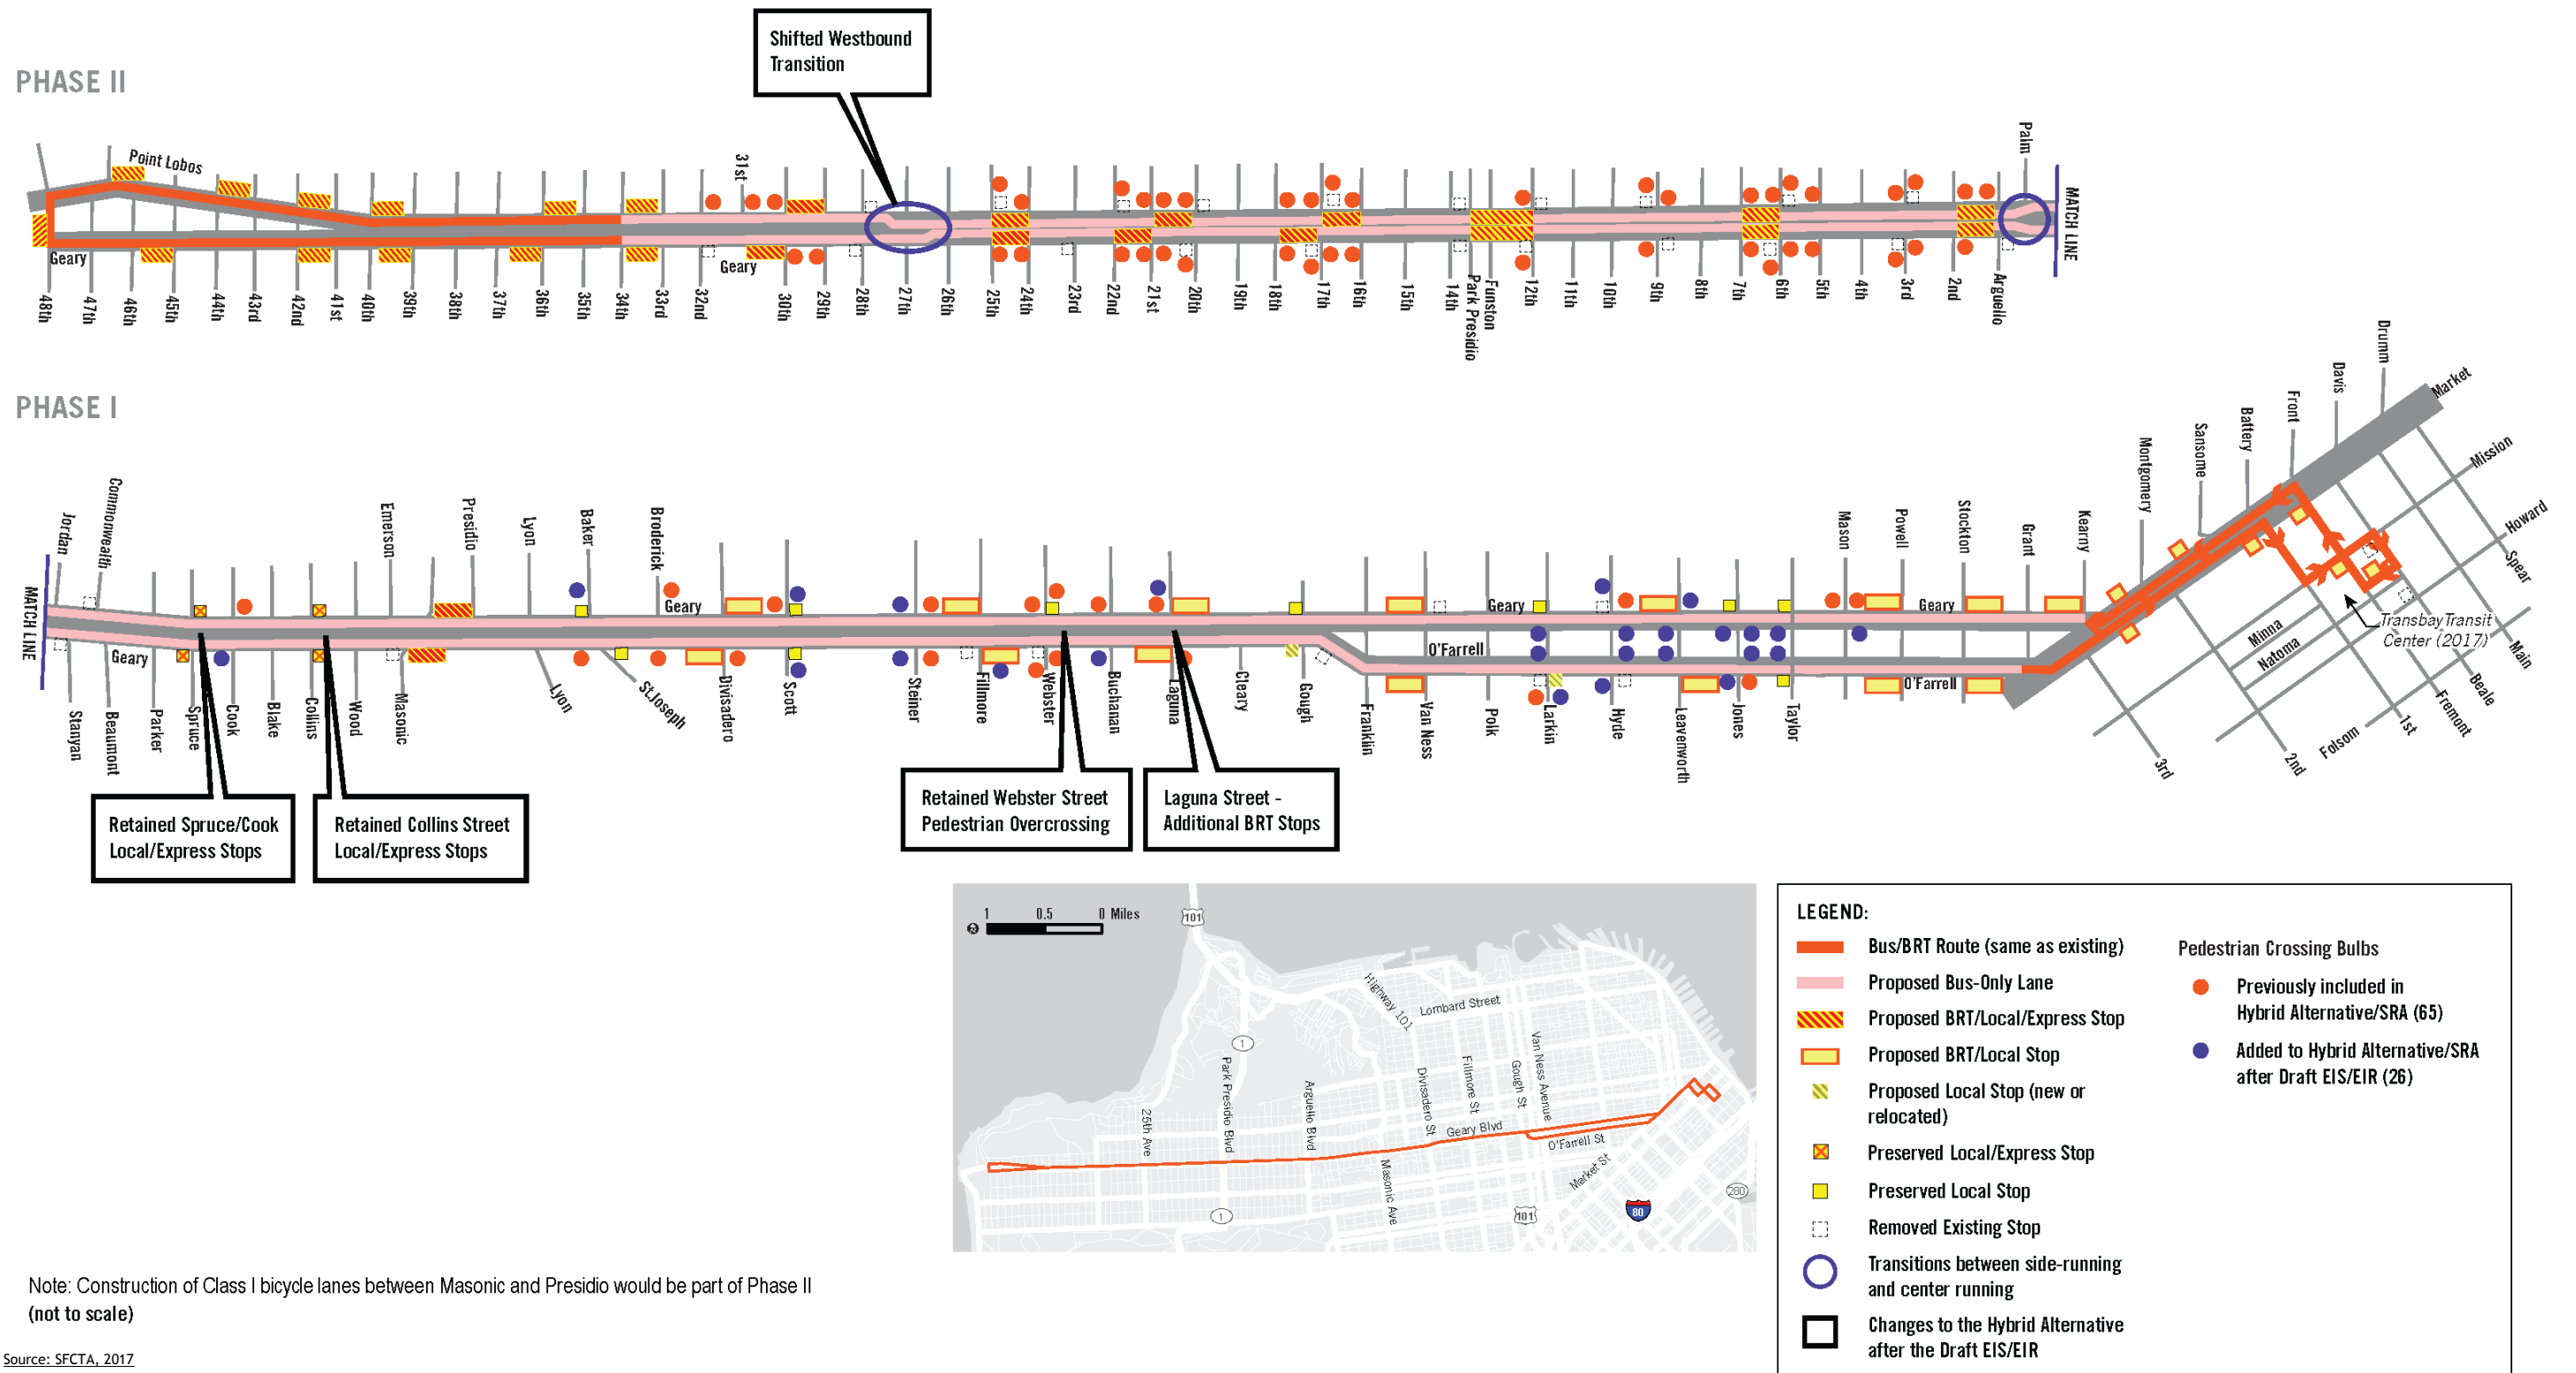 Shifted Westbound
Transition
PHASE II
Point Lobos
31st
Palm
MATCH LINE
Geary
Geary
48th
47th
46th
45th
44th
43rd
42nd
41st
40th
39th
38th
37th
36th
35th
34th
33rd
32nd
30th
29th
28th
27th
26th
25th
24th
23rd
22nd
21st
20th
19th
18th
17th
16th
15th
14th
Park Presidio
Funston
12th
11th
10th
9th
8th
7th
6th
5th
4th
3rd
2nd
Arguello
PHASE I
Jordan
Commonwealth
Emerson
Presidio
Lyon
Baker
Broderick
Mason
Powell
Stockton
Grant
Kearny
Montgomery
Sansome
Battery
Front
Davis
Drumm
Market
Mission
Howard
Spear
Main
Beale
Fremont
1st
Folsom
2nd
3rd
Minna
Natoma
Transbay Transit
Center (2017)
MATCH LINE
Geary
Geary
Geary
Geary
O'Farrell
O'Farrell
Stanyan
Beaumont
Parker
Spruce
Cook
Blake
Collins
Wood
Masonic
Lyon
St.Joseph
Divisadero
Scott
Steiner
Fillmore
Webster
Buchanan
Laguna
Cleary
Gough
Franklin
Van Ness
Polk
Larkin
Hyde
Leavenworth
Jones
Taylor
Retained Spruce/Cook
Local/Express Stops
Retained Collins Street
Local/Express Stops
Retained Webster Street
Pedestrian Overcrossing
Laguna Street -
Additional BRT Stops
1 0.5 0 Miles
101
Highway 101
Lombard Street
1
Park Presidio Blvd
25th Ave
Arguello Blvd
Divisadero St
Fillmore St
Gough St
Van Ness Avenue
Geary Blvd
O'Farrell St
Masonic Ave
Market St
1
101
80
280
LEGEND:
Bus/BRT Route (same as existing)
Proposed Bus-Only Lane
Proposed BRT/Local/Express Stop
Proposed BRT/Local Stop
Proposed Local Stop (new or
relocated)
Preserved Local/Express Stop
Preserved Local Stop
Removed Existing Stop
Transitions between side-running
and center running
Changes to the Hybrid Alternative
after the Draft EIS/EIR
Pedestrian Crossing Bulbs
Previously included in
Hybrid Alternative/SRA (65)
Added to Hybrid Alternative/SRA
after Draft EIS/EIR (26)
Note: Construction of Class I bicycle lanes between Masonic and Presidio would be part of Phase II
(not to scale)
Source: SFCTA, 2017